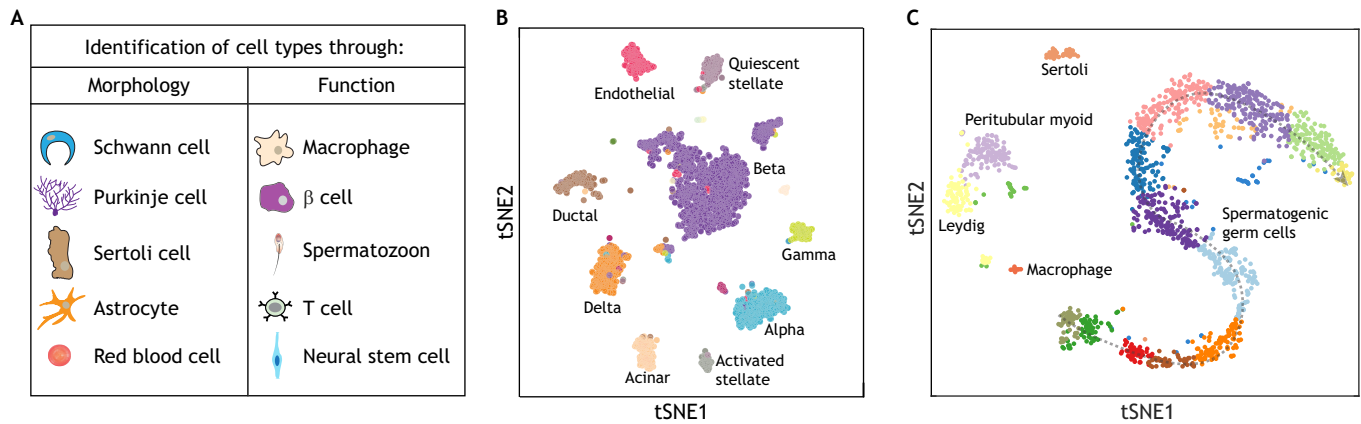 A
Identification of cell types through:
Morphology
Function
Schwann cell
Macrophage
Purkinje cell
β cell
Sertoli cell
Spermatozoon
Astrocyte
T cell
Red blood cell
Neural stem cell
B
Endothelial
Quiescent
stellate
Beta
Ductal
Gamma
Delta
Alpha
Acinar
Activated
stellate
tSNE2
tSNE1
C
Sertoli
Peritubular myoid
Leydig
Spermatogenic
germ cells
Macrophage
tSNE2
tSNE1